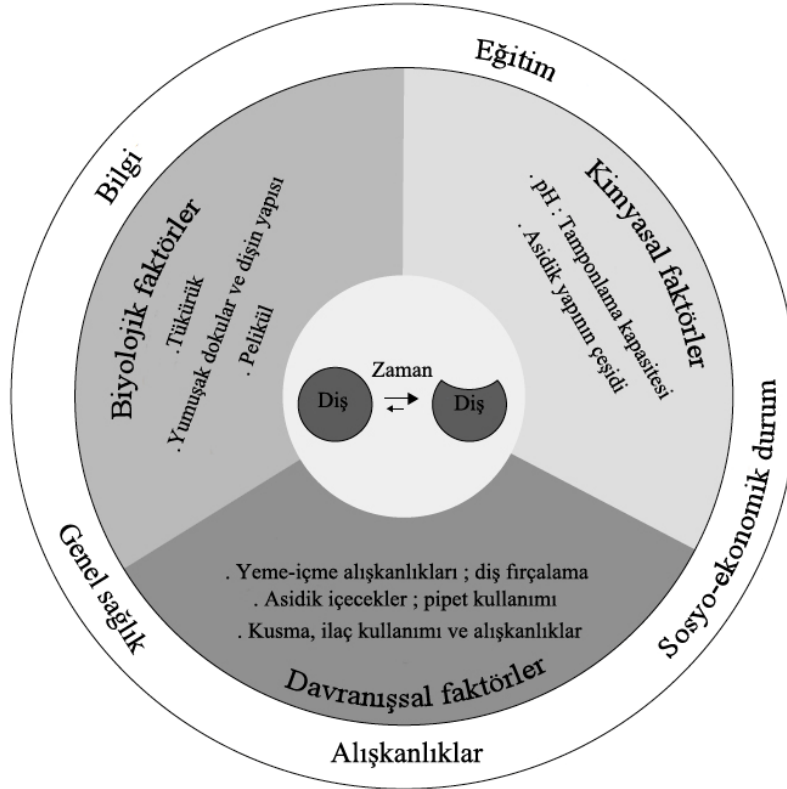 Eğitim
Bilgi
Kimyasal faktörler
. pH : Tamponlama kapasitesi
. Asidik yapının çeşidi
Biyolojik faktörler
.Tükürük
.Yumuşak dokular ve dişin yapısı
. Pelikül
Zaman
Diş
Diş
. Yeme-içme alışkanlıkları ; diş fırçalama
. Asidik içecekler ; pipet kullanımı
. Kusma, ilaç kullanımı ve alışkanlıklar
Davranışsal faktörler
Genel sağlık
Sosyo-ekonomik durum
Alışkanlıklar